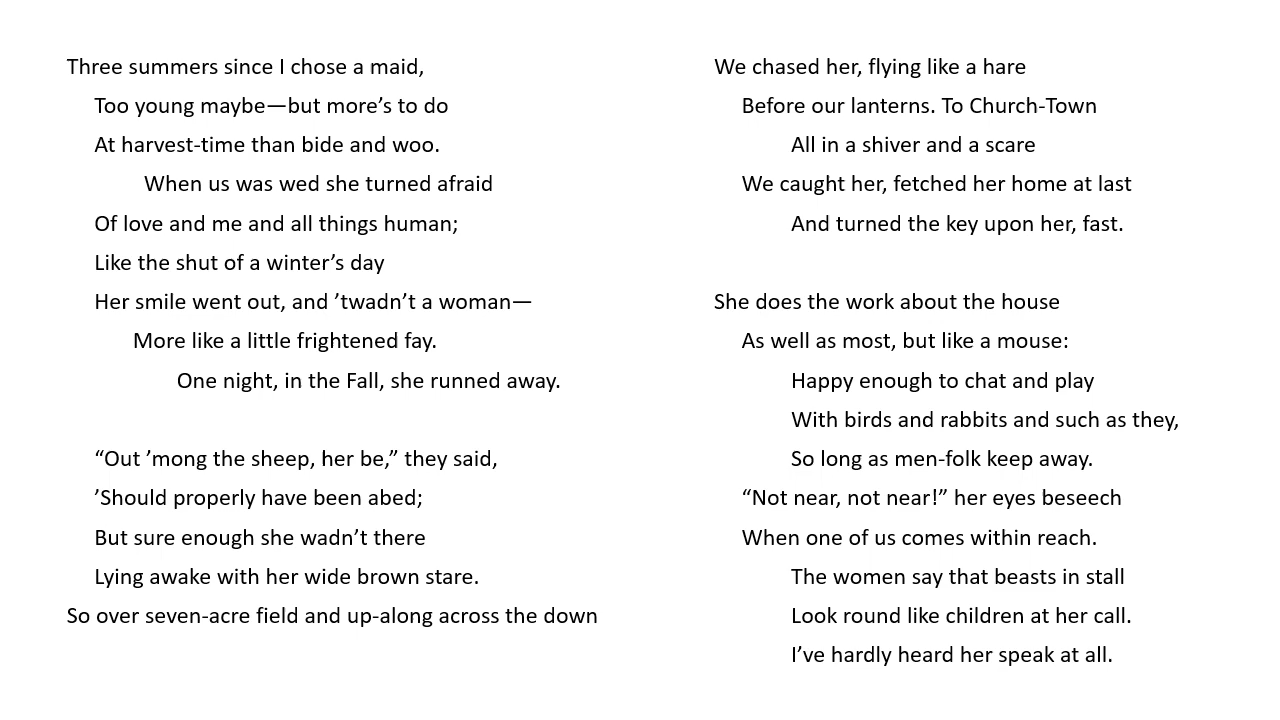 Three summers since I chose a maid,
Too young maybe—but more’s to do
At harvest-time than bide and woo.
When us was wed she turned afraid
Of love and me and all things human;
Like the shut of a winter’s day
Her smile went out, and ’twadn’t a woman—
More like a little frightened fay.
One night, in the Fall, she runned away.
“Out ’mong the sheep, her be,” they said,
’Should properly have been abed;
But sure enough she wadn’t there
Lying awake with her wide brown stare.
So over seven-acre field and up-along across the down
We chased her, flying like a hare
Before our lanterns. To Church-Town
All in a shiver and a scare
We caught her, fetched her home at last
And turned the key upon her, fast.
She does the work about the house
As well as most, but like a mouse:
Happy enough to chat and play
With birds and rabbits and such as they,
So long as men-folk keep away.
“Not near, not near!” her eyes beseech
When one of us comes within reach.
The women say that beasts in stall
Look round like children at her call.
I’ve hardly heard her speak at all.